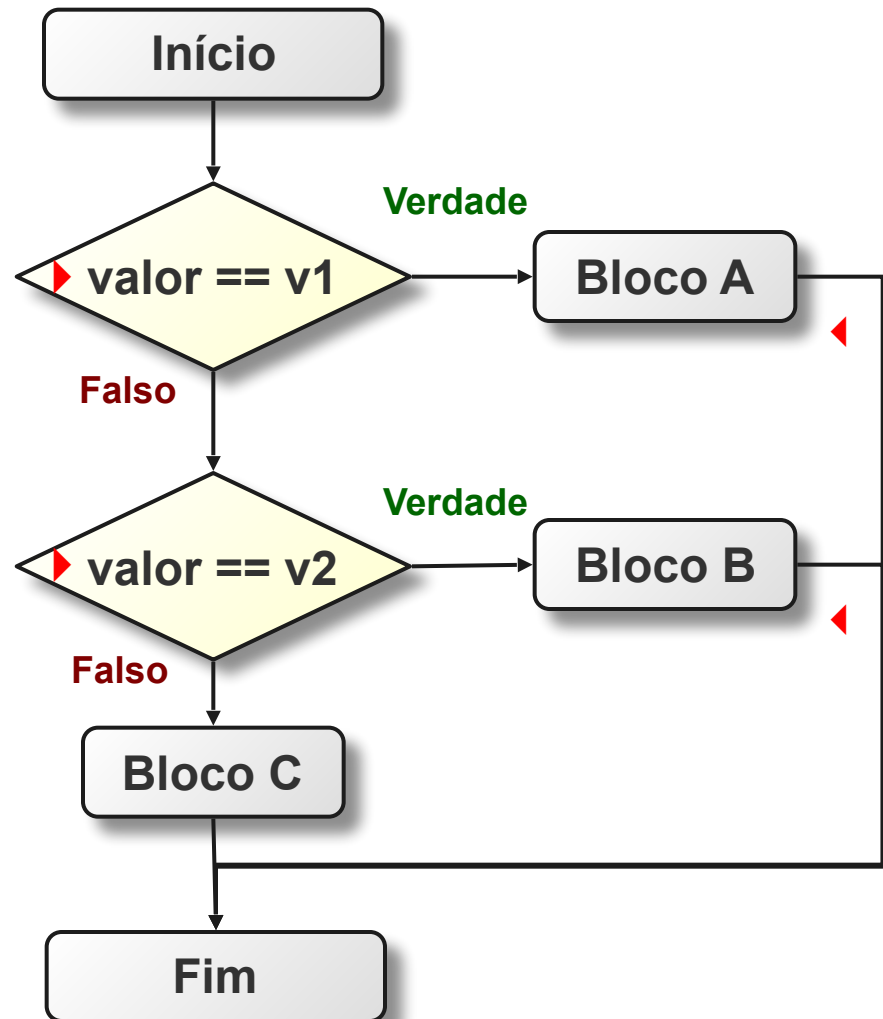 Início
Verdade
valor == v1
Bloco A
Falso
Verdade
valor == v2
Bloco B
Falso
Bloco C
Fim